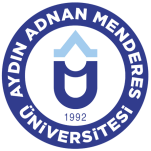 AYDIN ADNAN MENDERES
ÜNİVERSİTESİ
1992